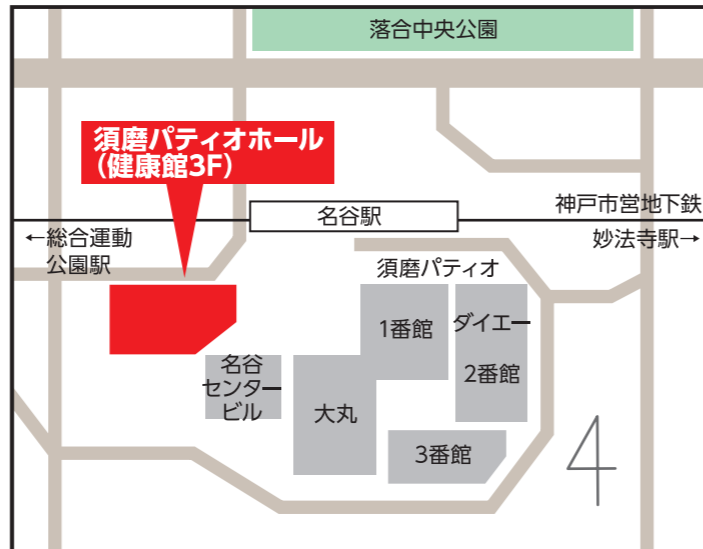 落合中央公園
須磨パティオホール
（健康館3F）
名谷駅
神戸市営地下鉄
←総合運動
公園駅
妙法寺駅→
須磨パティオ
1番館
ダイエー
2番館
名谷
センター
ビル
大丸
3番館